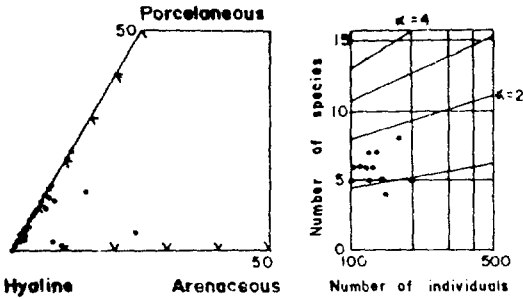 Porcelaneous
50
50
Hyaline
Arenaceous
∝=4
15
∝=2
10
5
0
Number of species
100
500
Number of individuals